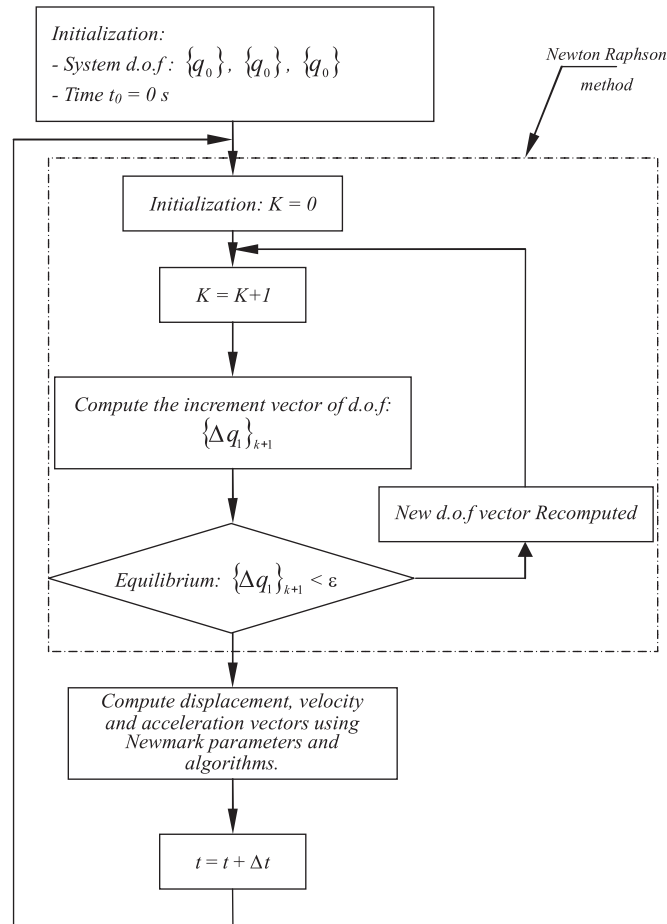 Initialization:
- System d.o.f : {q₀}, {q₀}, {q₀}
- Time t₀ = 0 s
Newton Raphson
method
Initialization: K = 0
K = K+1
Compute the increment vector of d.o.f:
{Δq₁}ₖ₊₁
New d.o.f vector Recomputed
Equilibrium: {Δq₁}ₖ₊₁ < ε
Compute displacement, velocity
and acceleration vectors using
Newmark parameters and
algorithms.
t = t + Δt